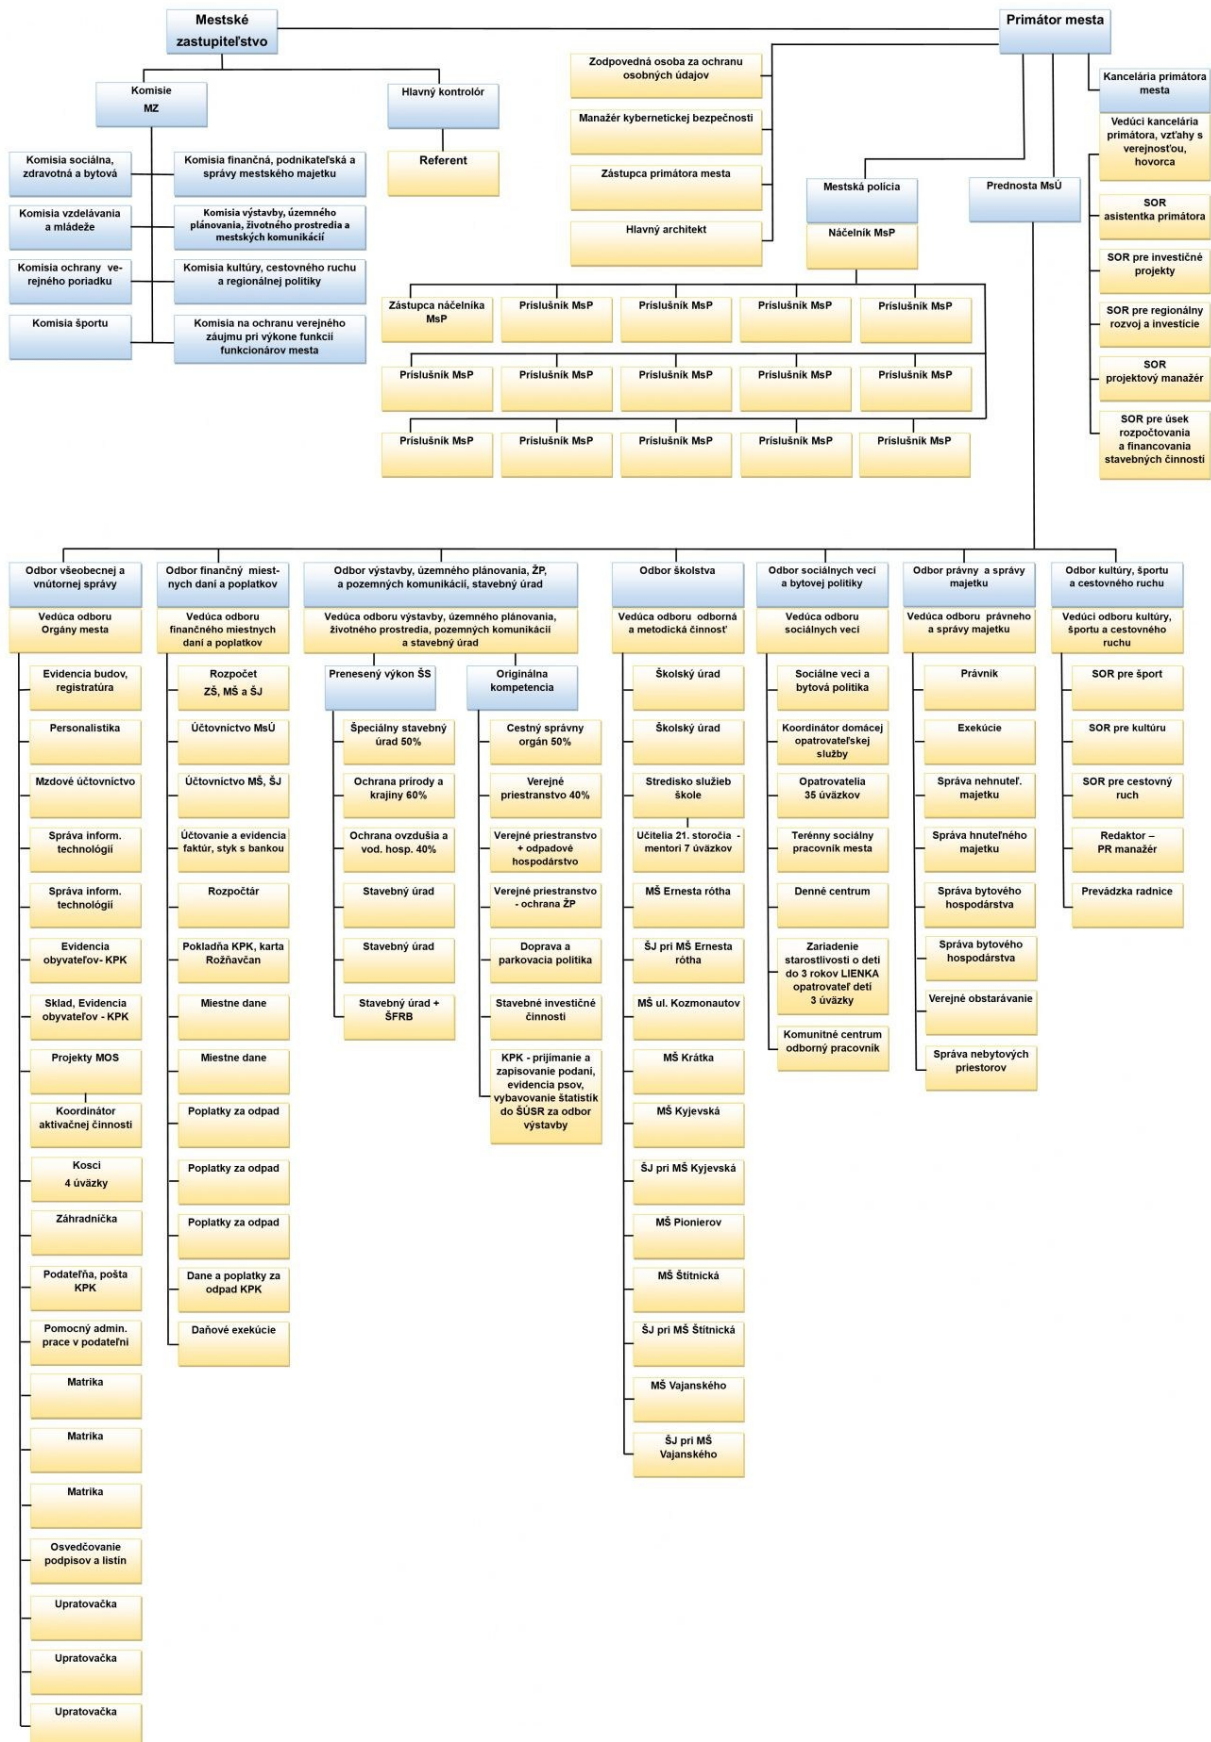 Mestské
zastupiteľstvo
Primátor mesta
Komisie
MZ
Hlavný kontrolór
Referent
Komisia sociálna,
zdravotná a bytová
Komisia finančná, podnikateľská a
správy mestského majetku
Komisia vzdelávania
a mládeže
Komisia výstavby, územného
plánovania, životného prostredia a
mestských komunikácií
Komisia ochrany ve-
rejného poriadku
Komisia kultúry, cestovného ruchu
a regionálnej politiky
Komisia športu
Komisia na ochranu verejného
záujmu pri výkone funkcií
funkcionárov mesta
Zodpovedná osoba za ochranu
osobných údajov
Manažér kybernetickej bezpečnosti
Zástupca primátora mesta
Hlavný architekt
Mestská polícia
Náčelník MsP
Prednosta MsÚ
Kancelária primátora
mesta
Vedúci kancelária
primátora, vzťahy s
verejnosťou,
hovorca
SOR
asistentka primátora
SOR pre investičné
projekty
SOR pre regionálny
rozvoj a investície
SOR
projektový manažér
SOR pre úsek
rozpočtovania
a financovania
stavebných činností
Zástupca náčelníka
MsP
Príslušník MsP
Príslušník MsP
Príslušník MsP
Príslušník MsP
Príslušník MsP
Príslušník MsP
Príslušník MsP
Príslušník MsP
Príslušník MsP
Príslušník MsP
Príslušník MsP
Príslušník MsP
Príslušník MsP
Príslušník MsP
Odbor všeobecnej a
vnútornej správy
Vedúca odboru
Orgány mesta
Evidencia budov,
registratúra
Personalistika
Mzdové účtovníctvo
Správa inform.
technológií
Správa inform.
technológií
Evidencia
obyvateľov- KPK
Sklad, Evidencia
obyvateľov - KPK
Projekty MOS
Koordinátor
aktivačnej činnosti
Kosci
4 úväzky
Záhradníčka
Podateľňa, pošta
KPK
Pomocný admin.
prace v podateľni
Matrika
Matrika
Matrika
Osvedčovanie
podpisov a listín
Upratovačka
Upratovačka
Upratovačka
Odbor finančný miest-
nych daní a poplatkov
Vedúca odboru
finančného miestnych
daní a poplatkov
Rozpočet
ZŠ, MŠ a ŠJ
Účtovníctvo MsÚ
Účtovníctvo MŠ, ŠJ
Účtovanie a evidencia
faktúr, styk s bankou
Rozpočtár
Pokladňa KPK, karta
Rožňavčan
Miestne dane
Miestne dane
Poplatky za odpad
Poplatky za odpad
Poplatky za odpad
Dane a poplatky za
odpad KPK
Daňové exekúcie
Odbor výstavby, územného plánovania, ŽP,
a pozemných komunikácií, stavebný úrad
Vedúca odboru výstavby, územného plánovania,
životného prostredia, pozemných komunikácií
a stavebný úrad
Prenesený výkon ŠS
Špeciálny stavebný
úrad 50%
Ochrana prírody a
krajiny 60%
Ochrana ovzdušia a
vod. hosp. 40%
Stavebný úrad
Stavebný úrad
Stavebný úrad +
ŠFRB
Originálna
kompetencia
Cestný správny
orgán 50%
Verejné
priestranstvo 40%
Verejné priestranstvo
+ odpadové
hospodárstvo
Verejné priestranstvo
- ochrana ŽP
Doprava a
parkovacia politika
Stavebné investičné
činnosti
KPK - prijímanie a
zapisovanie podaní,
evidencia psov,
vybavovanie štatistík
do ŠÚSR za odbor
výstavby
Odbor školstva
Vedúca odboru odborná
a metodická činnosť
Školský úrad
Školský úrad
Stredisko služieb
škole
Učitelia 21. storočia -
mentori 7 úväzkov
MŠ Ernesta rótha
ŠJ pri MŠ Ernesta
rótha
MŠ ul. Kozmonautov
MŠ Krátka
MŠ Kyjevská
ŠJ pri MŠ Kyjevská
MŠ Pionierov
MŠ Štítnická
ŠJ pri MŠ Štítnická
MŠ Vajanského
ŠJ pri MŠ
Vajanského
Odbor sociálnych vecí
a bytovej politiky
Vedúca odboru
sociálnych vecí
Sociálne veci a
bytová politika
Koordinátor domácej
opatrovateľskej
služby
Opatrovatelia
35 úväzkov
Terénny sociálny
pracovník mesta
Denné centrum
Zariadenie
starostlivosti o deti
do 3 rokov LIENKA
opatrovateľ detí
3 úväzky
Komunitné centrum
odborný pracovník
Odbor právny a správy
majetku
Vedúca odboru právneho
a správy majetku
Právnik
Exekúcie
Správa nehnuteľ.
majetku
Správa hnuteľného
majetku
Správa bytového
hospodárstva
Správa bytového
hospodárstva
Verejné obstarávanie
Správa nebytových
priestorov
Odbor kultúry, športu
a cestovného ruchu
Vedúci odboru kultúry,
športu a cestovného
ruchu
SOR pre šport
SOR pre kultúru
SOR pre cestovný
ruch
Redaktor –
PR manažér
Prevádzka radnice